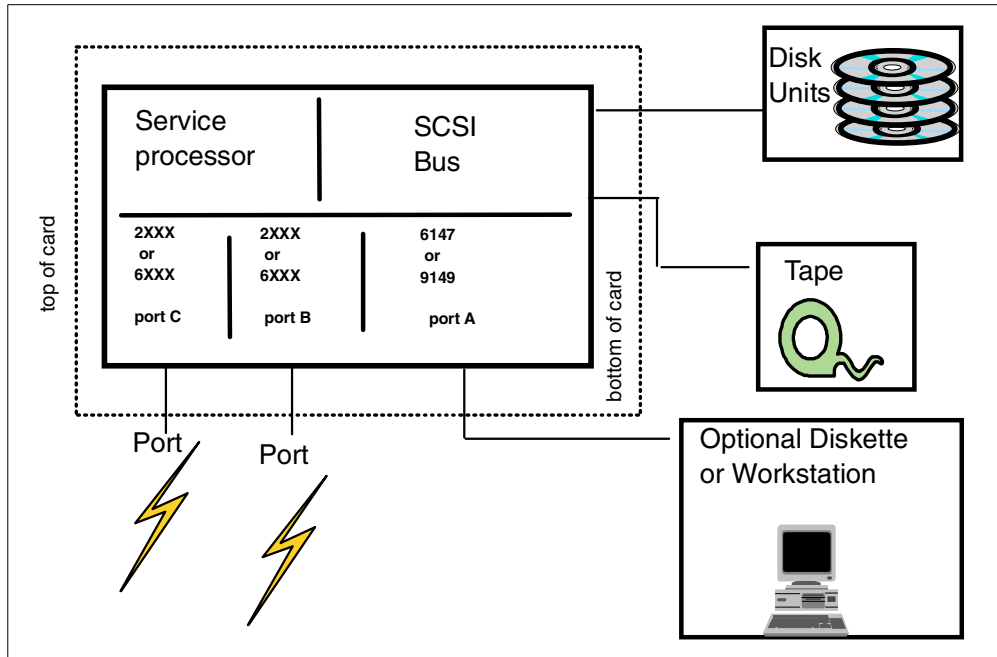 Disk
Units
Service
processor
SCSI
Bus
top of card
2XXX
or
6XXX
port C
2XXX
or
6XXX
port B
6147
or
9149
port A
bottom of card
Tape
Port
Port
Optional Diskette
or Workstation